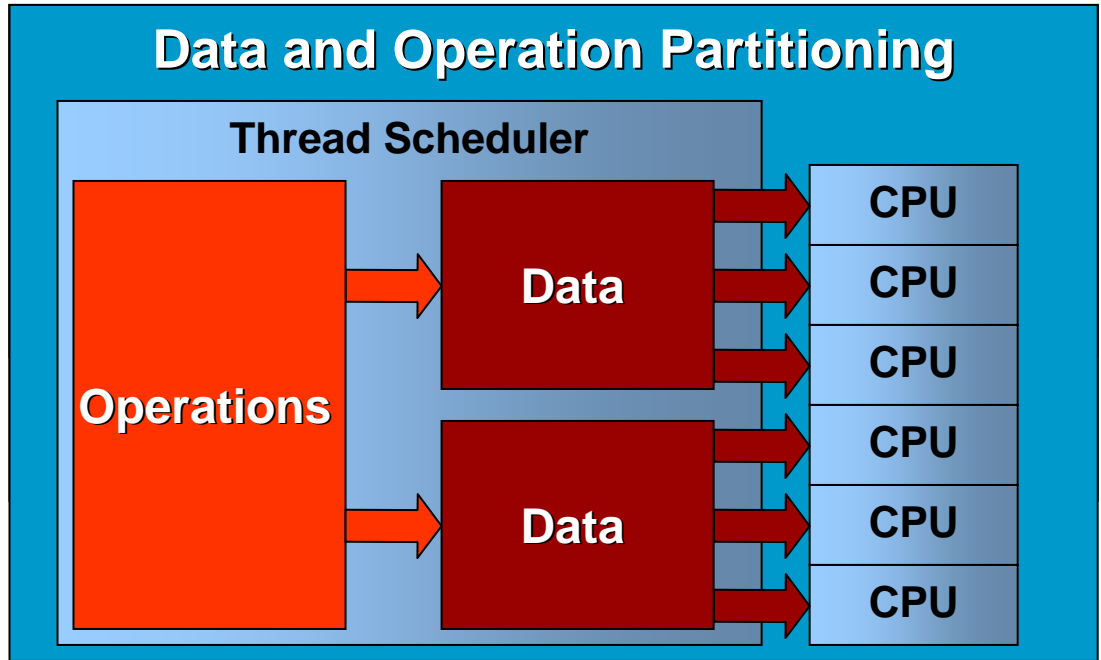 Data and Operation Partitioning
Thread Scheduler
Operations
Data
Data
CPU
CPU
CPU
CPU
CPU
CPU